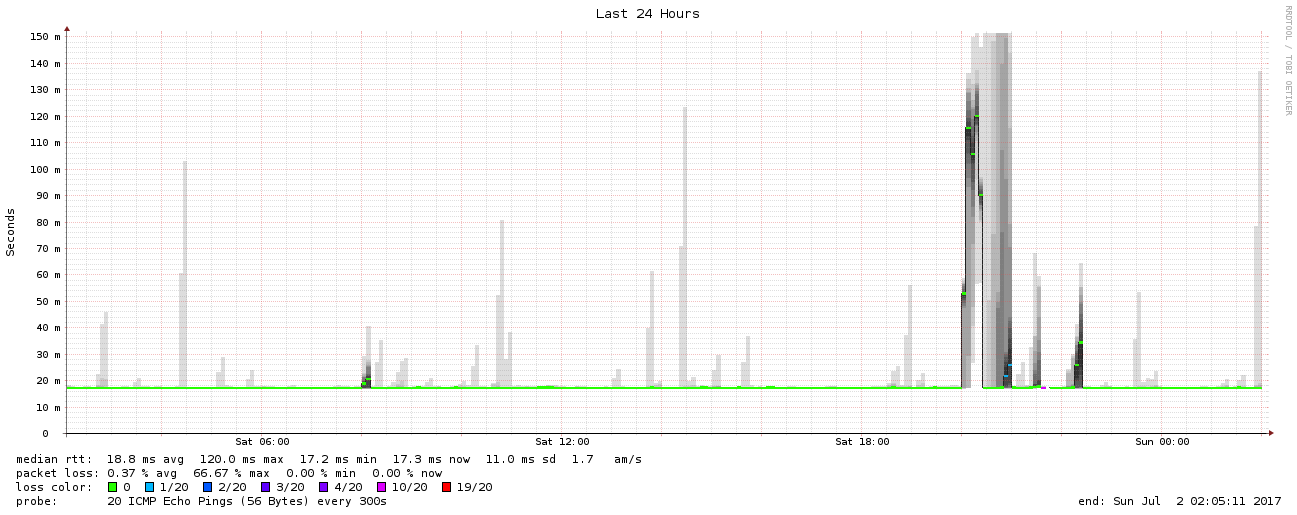 Last 24 Hours
RRDTOOL / TOBI OETIKER
Seconds
150 m
140 m
130 m
120 m
110 m
100 m
90 m
80 m
70 m
60 m
50 m
40 m
30 m
20 m
10 m
0
Sat 06:00 Sat 12:00 Sat 18:00 Sun 00:00
median rtt: 18.8 ms avg 120.0 ms max 17.2 ms min 17.3 ms now 11.0 ms sd 1.7 am/s
packet loss: 0.37 % avg 66.67 % max 0.00 % min 0.00 % now
loss color: 0 1/20 2/20 3/20 4/20 10/20 19/20
probe: 20 ICMP Echo Pings (56 Bytes) every 300s end: Sun Jul 2 02:05:11 2017